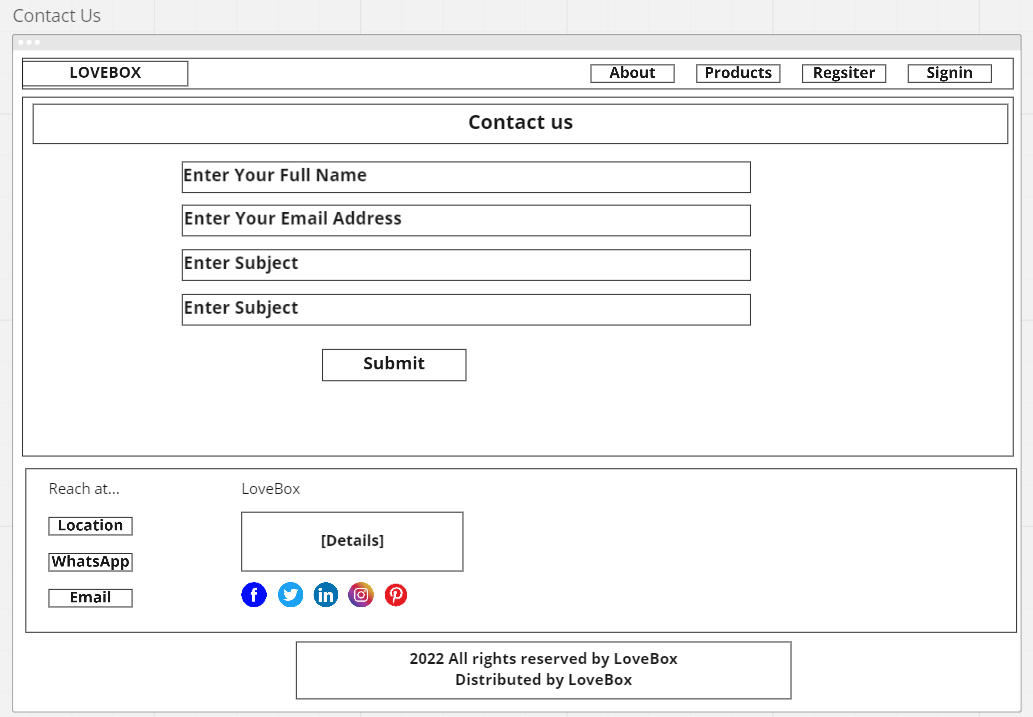 Contact Us
LOVEBOX
About
Products
Regsiter
Signin
Contact us
Enter Your Full Name
Enter Your Email Address
Enter Subject
Enter Subject
Submit
Reach at...
Location
WhatsApp
Email
LoveBox
[Details]
2022 All rights reserved by LoveBox
Distributed by LoveBox